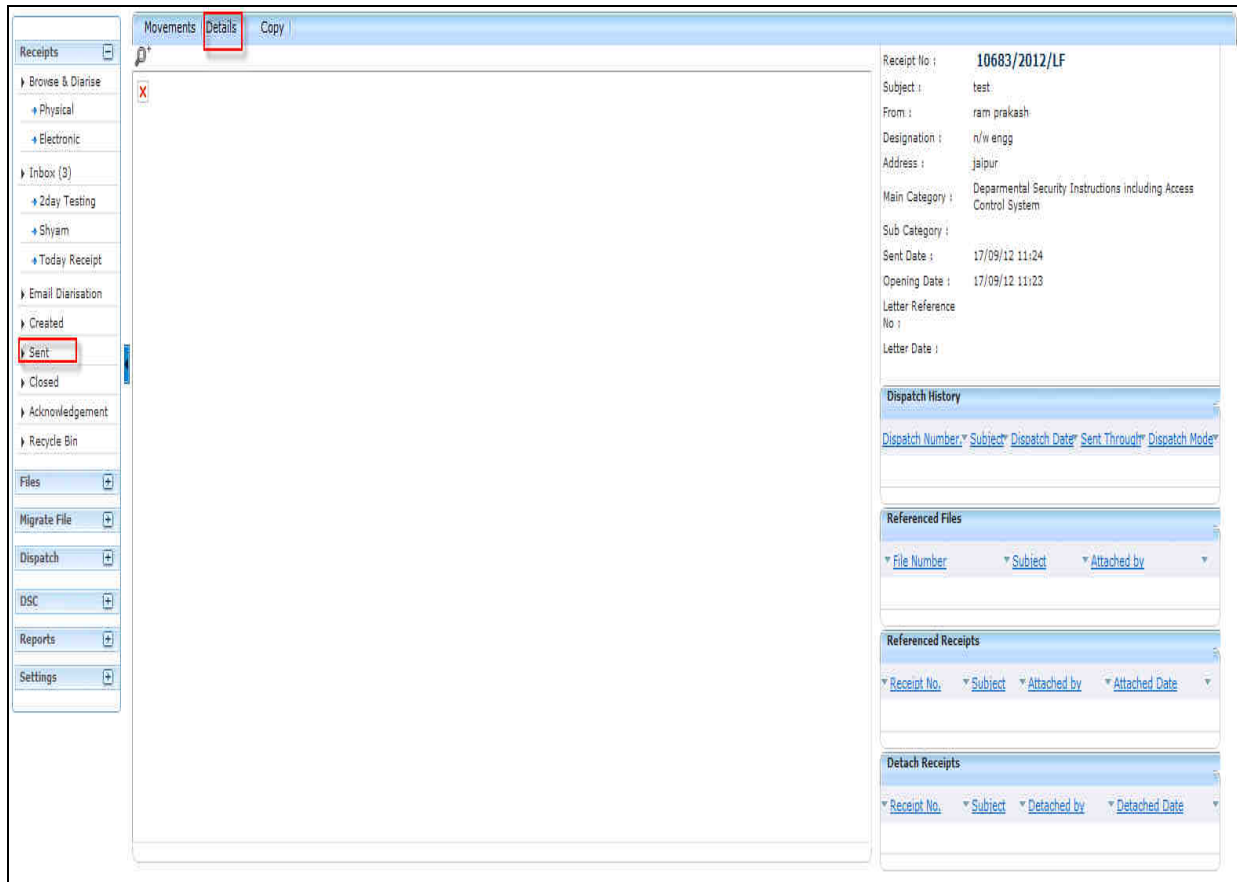 Movements Details Copy
Receipts
Browse & Diarise
Physical
Electronic
Inbox (3)
2day Testing
Shyam
Today Receipt
Email Diarisation
Created
Sent
Closed
Acknowledgement
Recycle Bin
Files
Migrate File
Dispatch
DSC
Reports
Settings
Receipt No : 10683/2012/LF
Subject : test
From : ram prakash
Designation : n/w engg
Address : jaipur
Main Category : Deparmental Security Instructions including Access
Control System
Sub Category :
Sent Date : 17/09/12 11:24
Opening Date : 17/09/12 11:23
Letter Reference
No :
Letter Date :
Dispatch History
Dispatch Number. Subject Dispatch Date Sent Through Dispatch Mode
Referenced Files
File Number Subject Attached by
Referenced Receipts
Receipt No. Subject Attached by Attached Date
Detach Receipts
Receipt No. Subject Detached by Detached Date